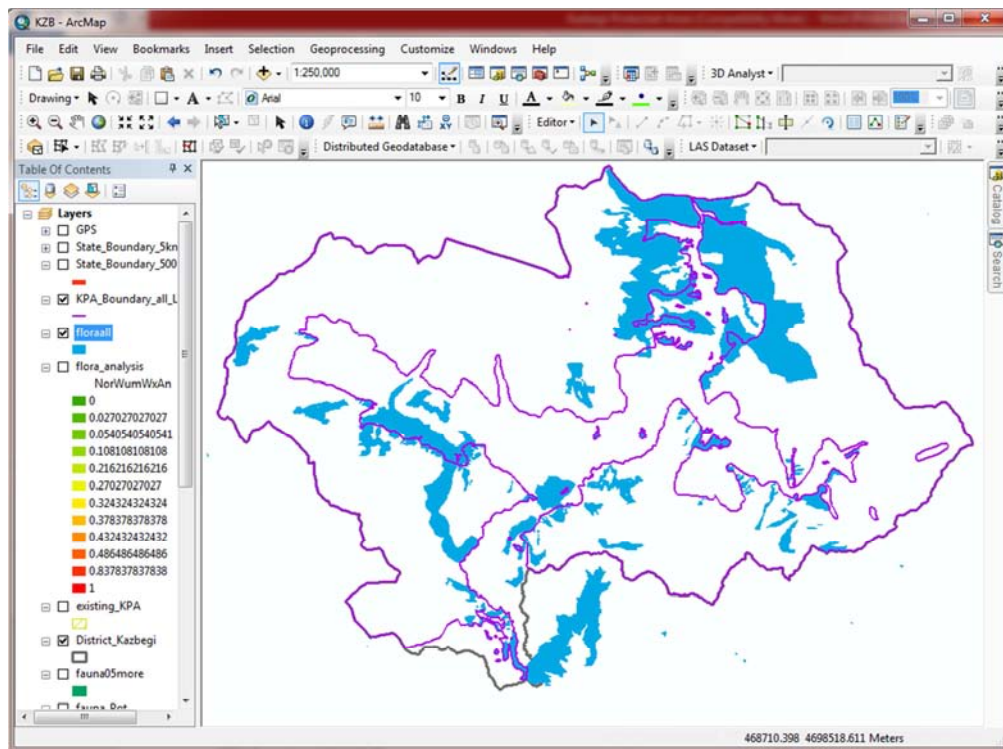 KZB - ArcMap
File Edit View Bookmarks Insert Selection Geoprocessing Customize Windows Help
1:250,000 3D Analyst
Drawing A Arial 10 B I U A
Editor
Distributed Geodatabase LAS Dataset
Table Of Contents
Layers
GPS
State_Boundary_5kn
State_Boundary_500
KPA_Boundary_all_L
floraall
flora_analysis
NorWumWxAn
0
0.027027027027
0.0540540540541
0.108108108108
0.216216216216
0.27027027027
0.324324324324
0.378378378378
0.432432432432
0.486486486486
0.837837837838
1
existing_KPA
District_Kazbegi
fauna05more
fauna_Rot
Catalog
Search
468710.398 4698518.611 Meters